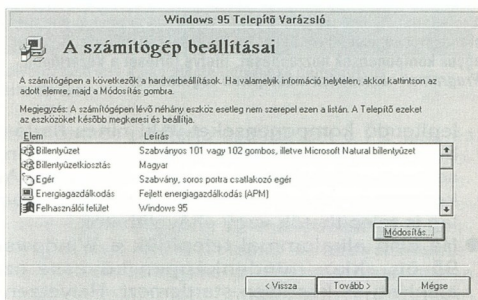 Windows 95 Telepítő Varázsló
A számítógép beállításai
A számítógépen a következők a hardverbeállítások. Ha valamelyik információ helytelen, akkor kattintson az
adott elemre, majd a Módosítás gombra.
Megjegyzés: A számítógépen lévő néhány eszköz esetleg nem szerepel ezen a listán. A Telepítő ezeket
az eszközöket később megkeresi és beállítja.
Elem Leírás
Billentyűzet Szabványos 101 vagy 102 gombos, illetve Microsoft Natural billentyűzet
Billentyűzetkiosztás Magyar
Egér Szabvány, soros portra csatlakozó egér
Energiagazdálkodás Fejlett energiagazdálkodás (APM)
Felhasználói felület Windows 95
Módosítás...
< Vissza Tovább > Mégse